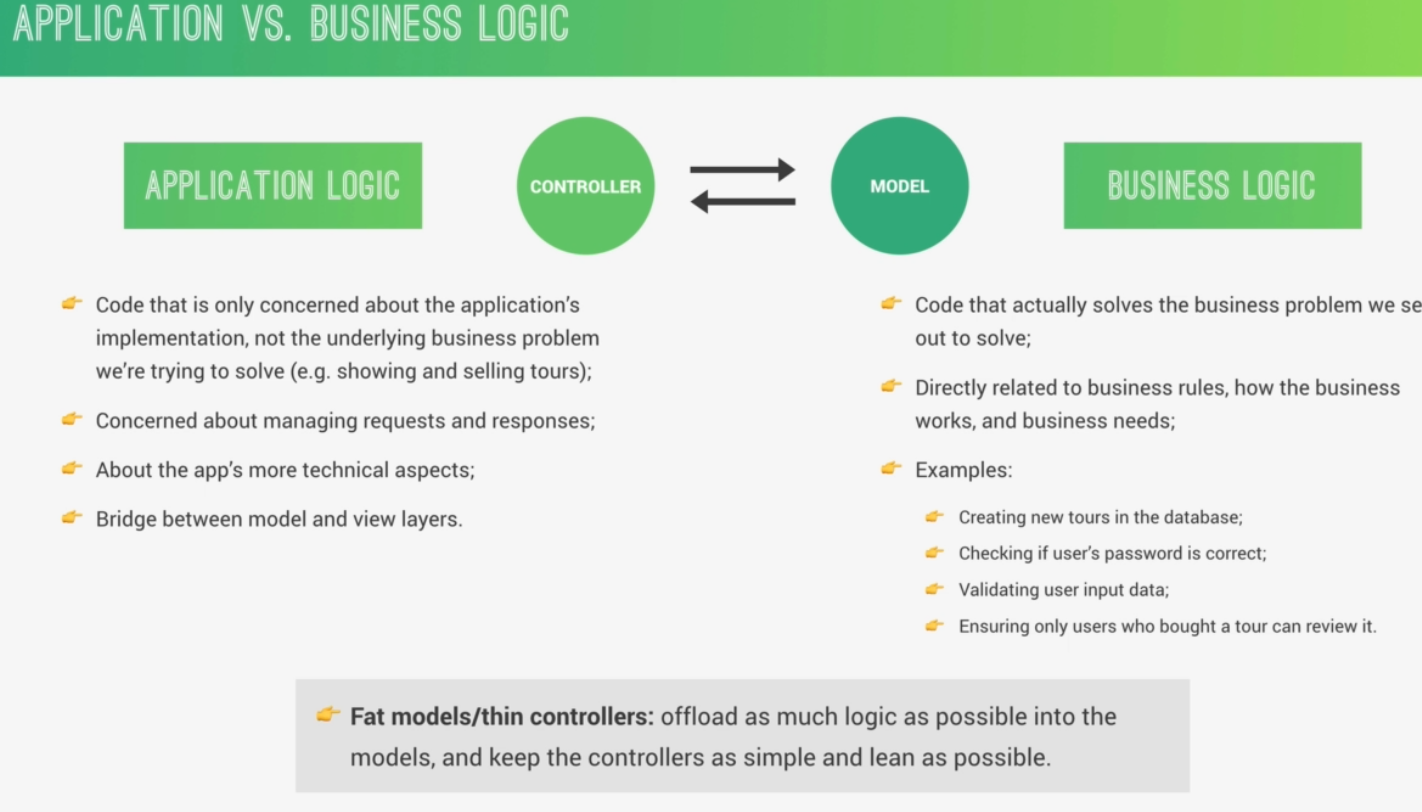 APPLICATION VS. BUSINESS LOGIC
APPLICATION LOGIC
CONTROLLER
MODEL
BUSINESS LOGIC
Code that is only concerned about the application's
implementation, not the underlying business problem
we're trying to solve (e.g. showing and selling tours);
Concerned about managing requests and responses;
About the app's more technical aspects;
Bridge between model and view layers.
Code that actually solves the business problem we se
out to solve;
Directly related to business rules, how the business
works, and business needs;
Examples:
Creating new tours in the database;
Checking if user's password is correct;
Validating user input data;
Ensuring only users who bought a tour can review it.
Fat models/thin controllers: offload as much logic as possible into the
models, and keep the controllers as simple and lean as possible.